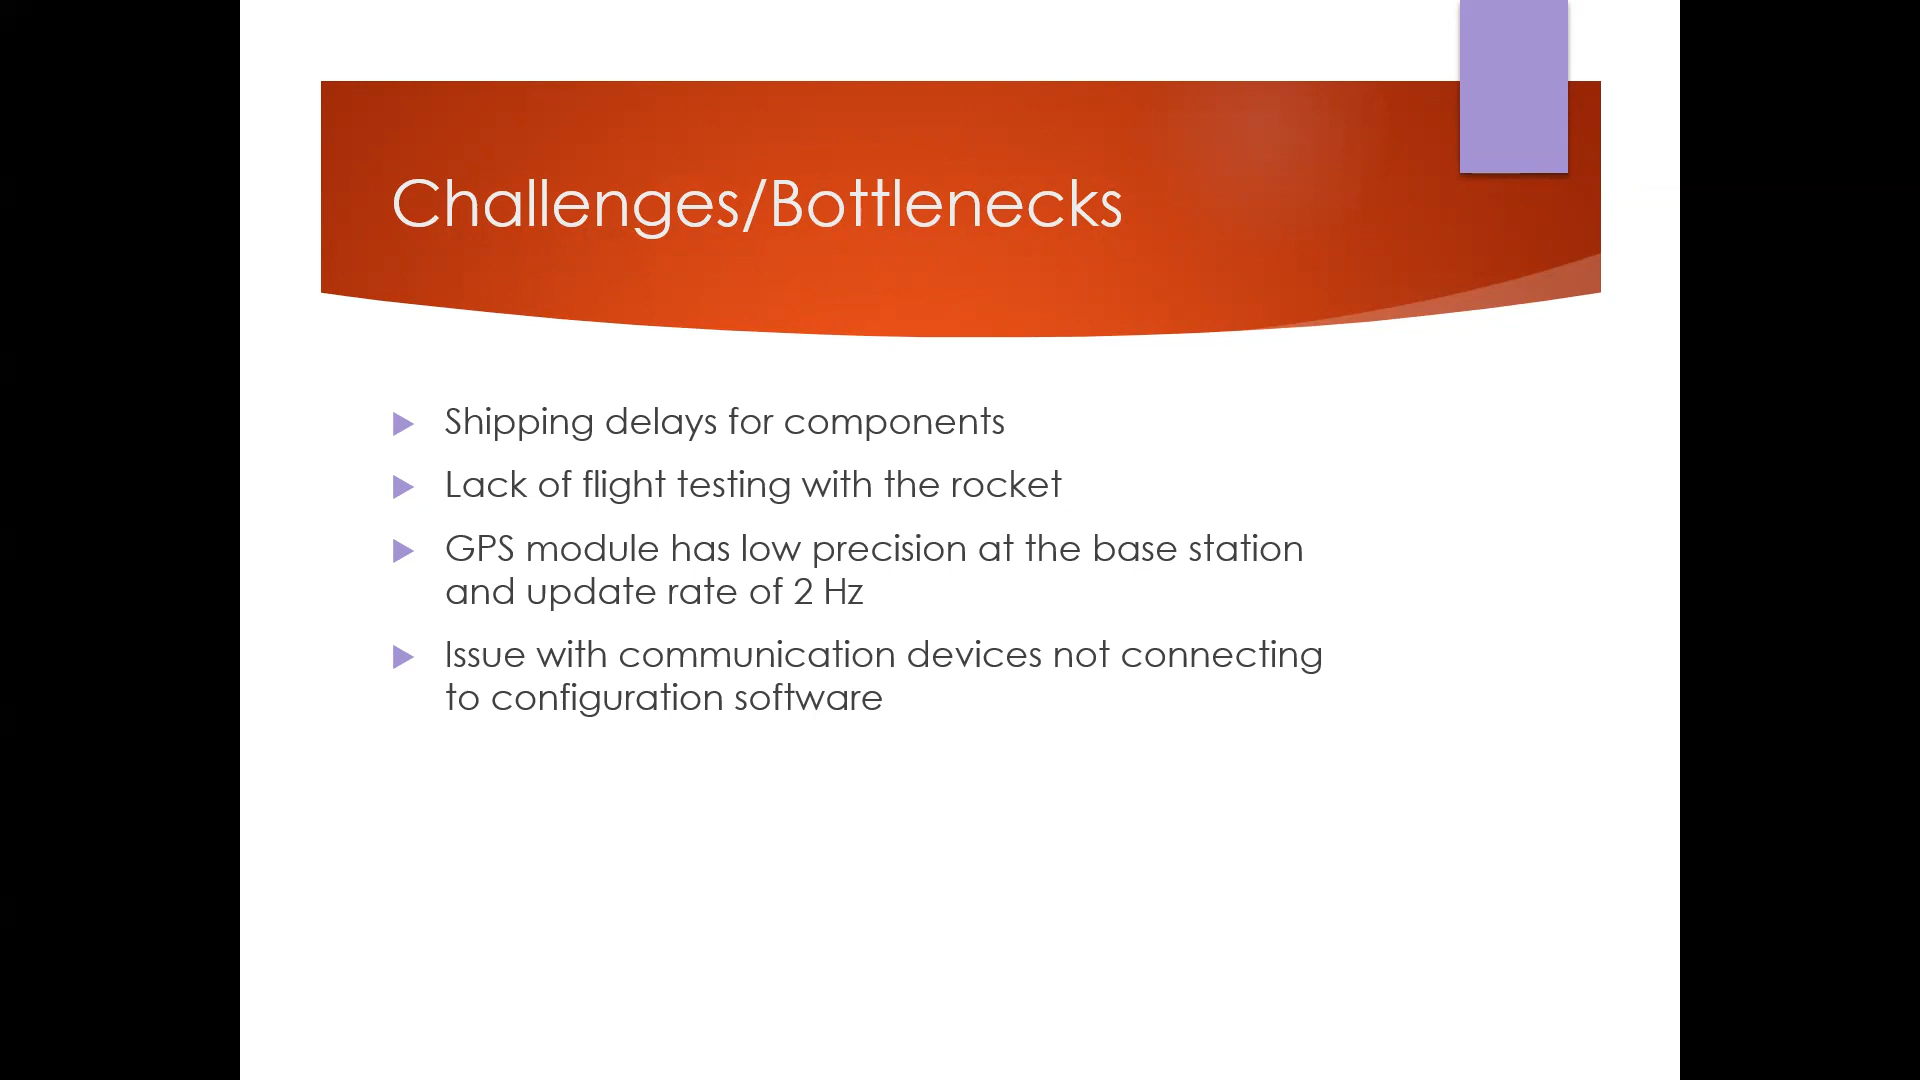 Challenges/Bottlenecks
Shipping delays for components
Lack of flight testing with the rocket
GPS module has low precision at the base station
and update rate of 2 Hz
Issue with communication devices not connecting
to configuration software